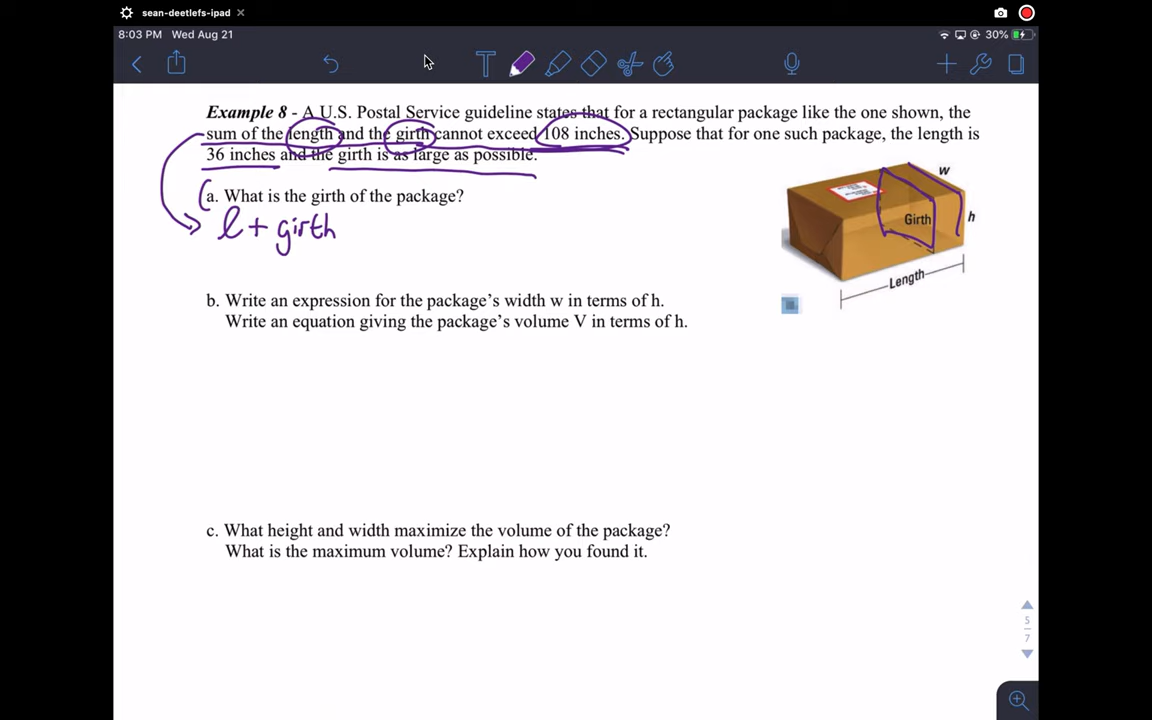 sean-deetlefs-ipad
8:03 PM Wed Aug 21
30%
T
Example 8 - A U.S. Postal Service guideline states that for a rectangular package like the one shown, the
sum of the length and the girth cannot exceed 108 inches. Suppose that for one such package, the length is
36 inches and the girth is as large as possible.
a. What is the girth of the package?
l + girth
w
Girth
h
Length
b. Write an expression for the package's width w in terms of h.
Write an equation giving the package's volume V in terms of h.
c. What height and width maximize the volume of the package?
What is the maximum volume? Explain how you found it.
5
7